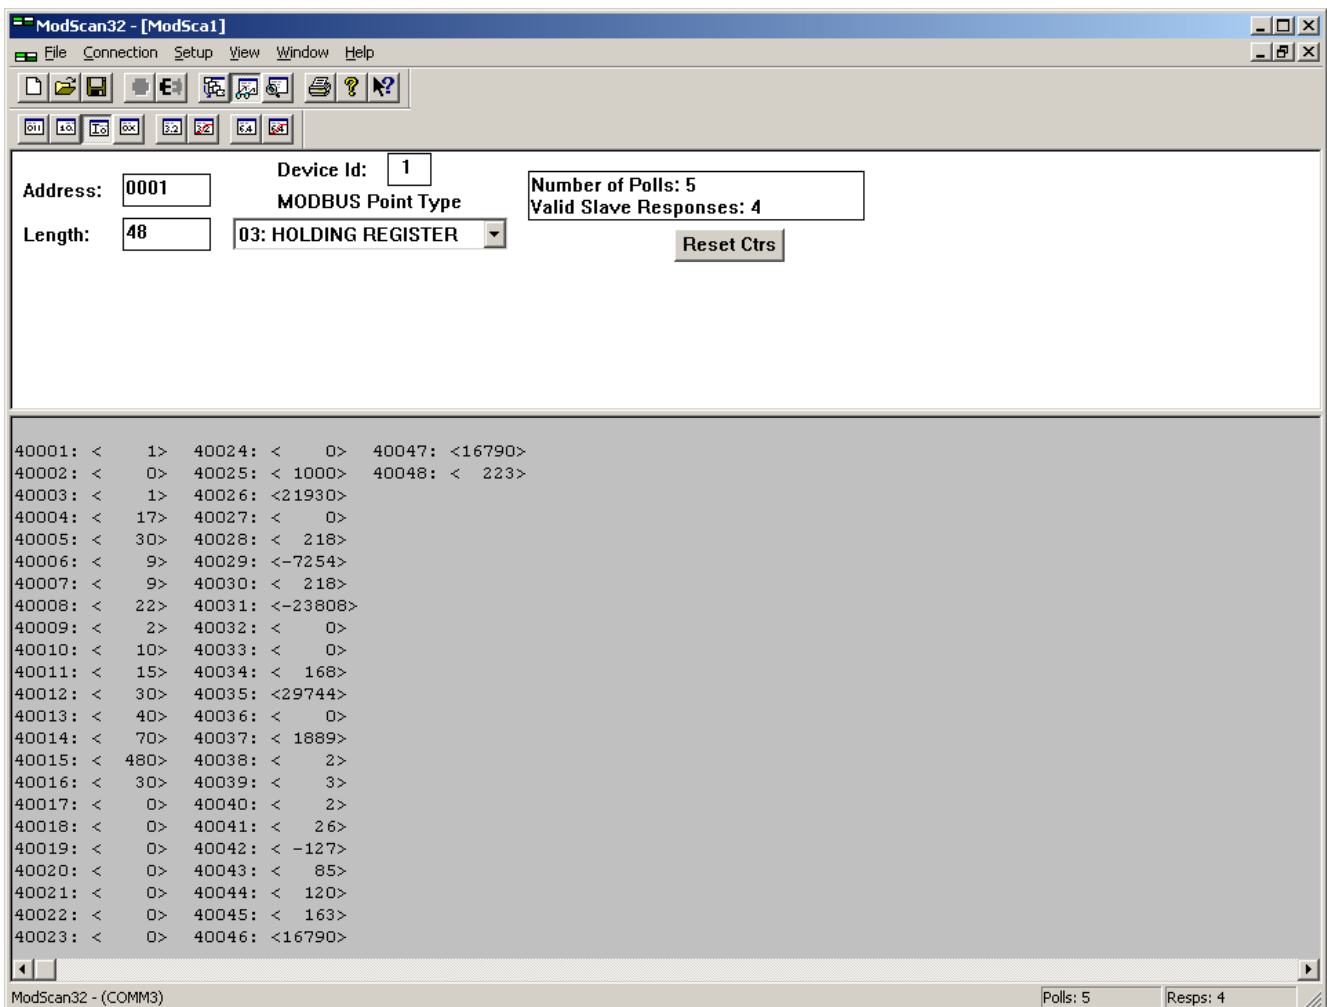 ModScan32 - [ModSca1]
File Connection Setup View Window Help
Device Id: 1
Address: 0001
MODBUS Point Type
Number of Polls: 5
Valid Slave Responses: 4
Length: 48
03: HOLDING REGISTER
Reset Ctrs
40001: <    1>  40024: <    0>  40047: <16790>
40002: <    0>  40025: < 1000>  40048: <  223>
40003: <    1>  40026: <21930>
40004: <   17>  40027: <    0>
40005: <   30>  40028: <  218>
40006: <    9>  40029: <-7254>
40007: <    9>  40030: <  218>
40008: <   22>  40031: <-23808>
40009: <    2>  40032: <    0>
40010: <   10>  40033: <    0>
40011: <   15>  40034: <  168>
40012: <   30>  40035: <29744>
40013: <   40>  40036: <    0>
40014: <   70>  40037: < 1889>
40015: <  480>  40038: <    2>
40016: <   30>  40039: <    3>
40017: <    0>  40040: <    2>
40018: <    0>  40041: <   26>
40019: <    0>  40042: < -127>
40020: <    0>  40043: <   85>
40021: <    0>  40044: <  120>
40022: <    0>  40045: <  163>
40023: <    0>  40046: <16790>
ModScan32 - (COMM3)
Polls: 5
Resps: 4